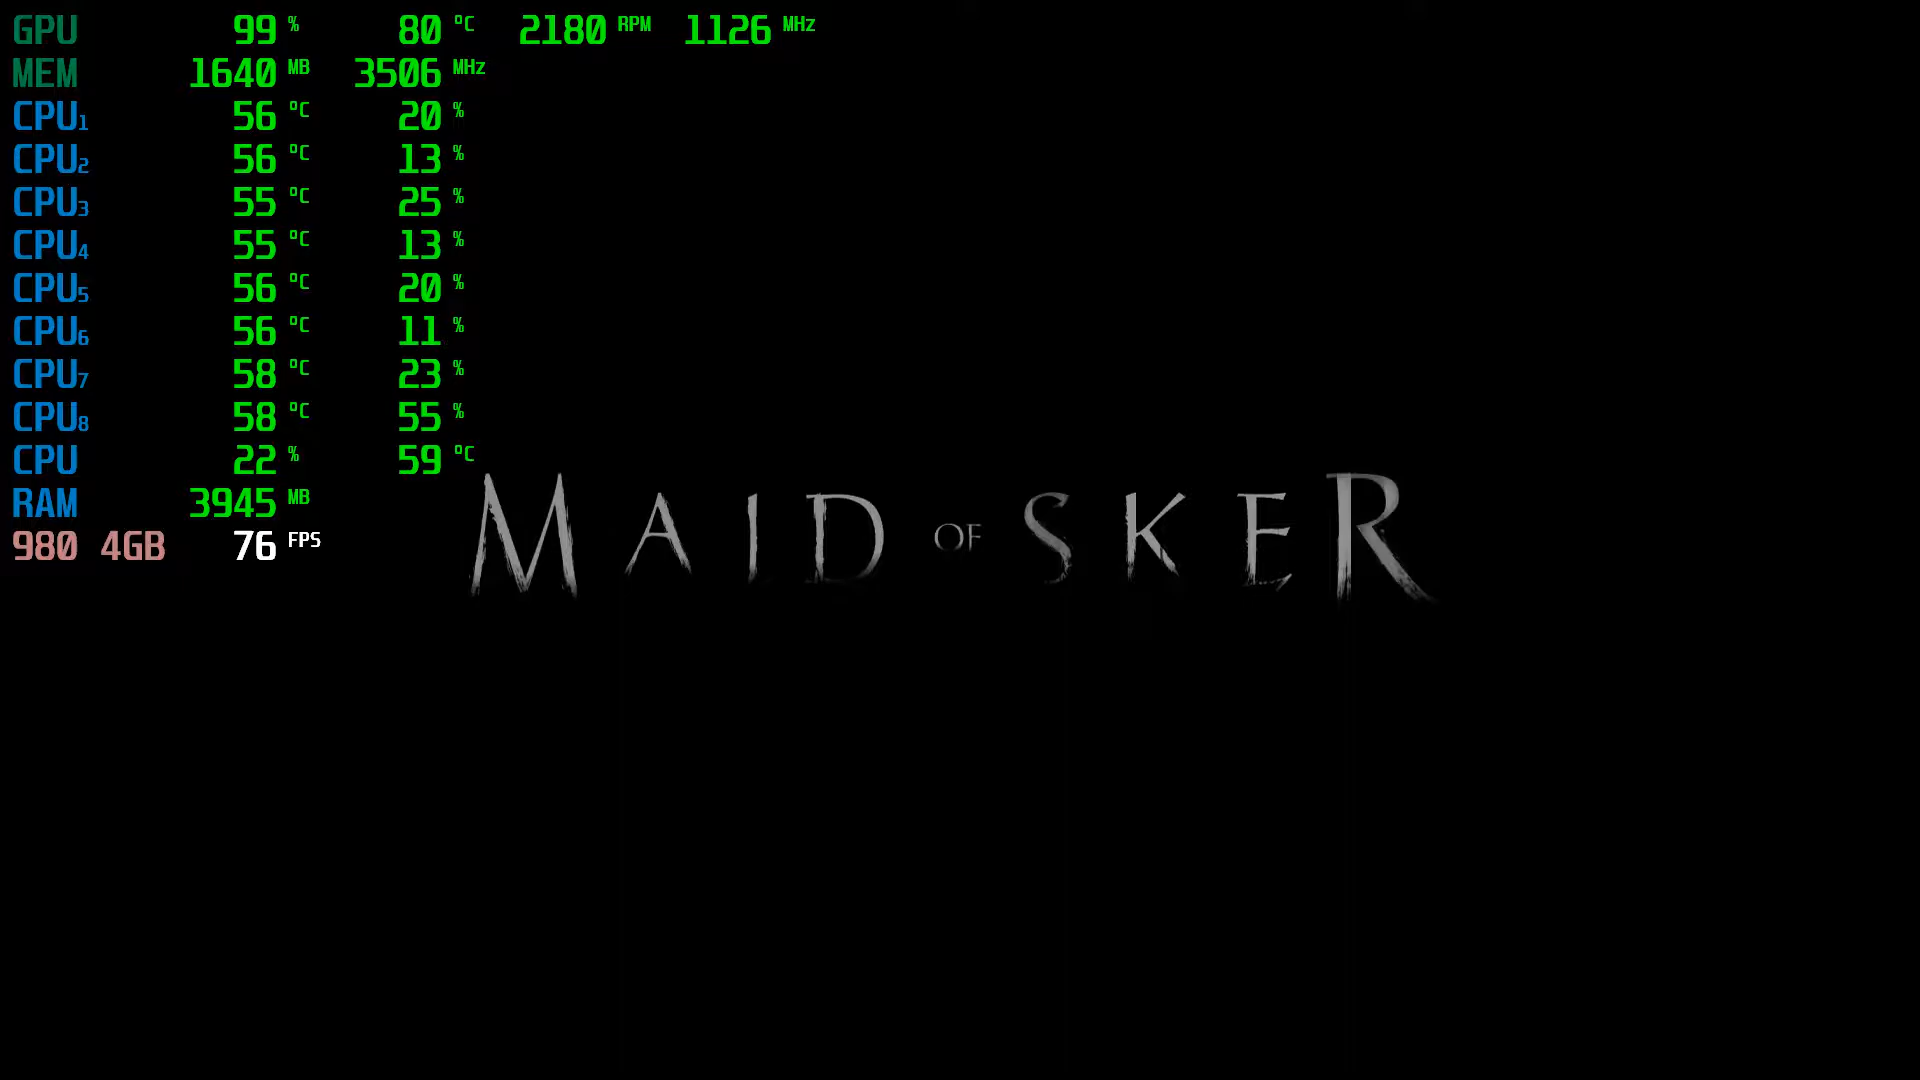 GPU 99 % 80 °C 2180 RPM 1126 MHz
MEM 1640 MB 3506 MHz
CPU1 56 °C 20 %
CPU2 56 °C 13 %
CPU3 55 °C 25 %
CPU4 55 °C 13 %
CPU5 56 °C 20 %
CPU6 56 °C 11 %
CPU7 58 °C 23 %
CPU8 58 °C 55 %
CPU 22 % 59 °C
RAM 3945 MB
980 4GB 76 FPS
MAID OF SKER